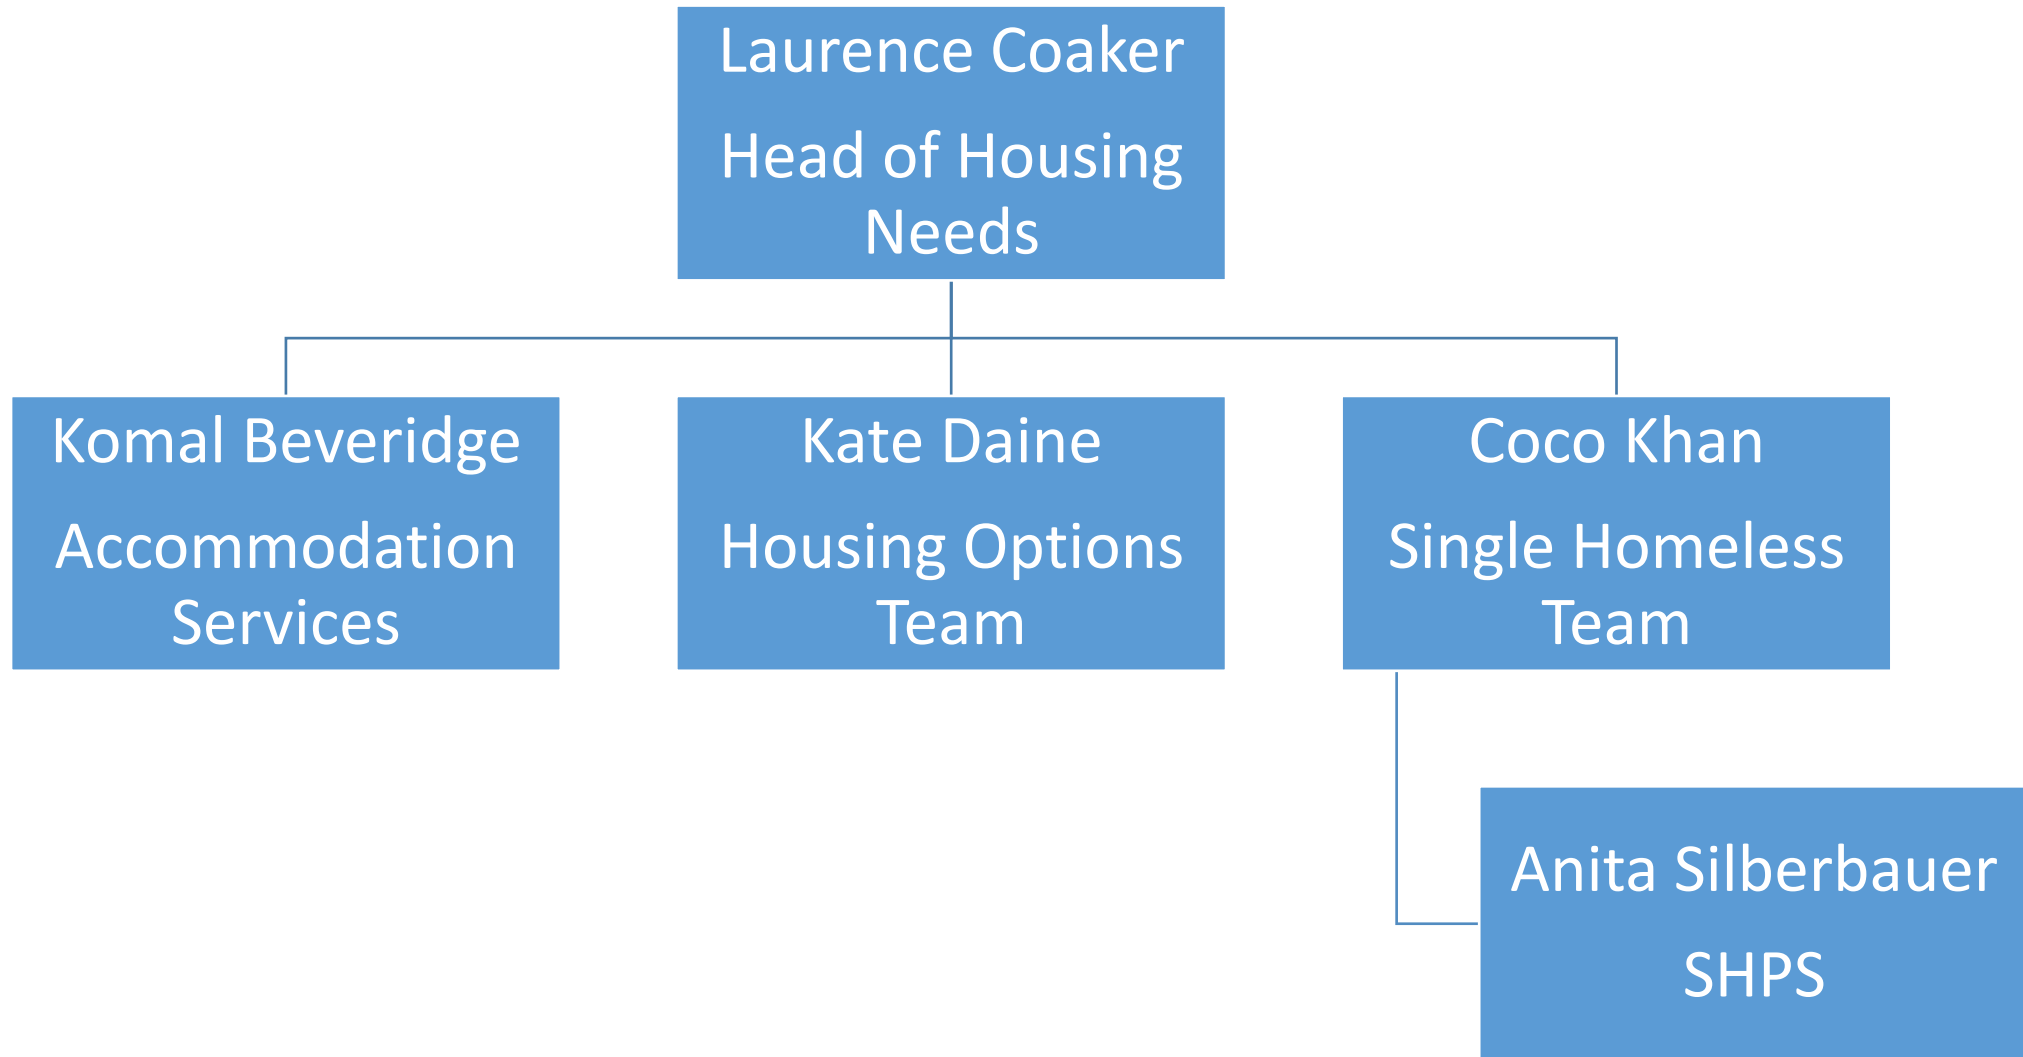 Laurence Coaker
Head of Housing
Needs
Komal Beveridge
Accommodation
Services
Kate Daine
Housing Options
Team
Coco Khan
Single Homeless
Team
Anita Silberbauer
SHPS